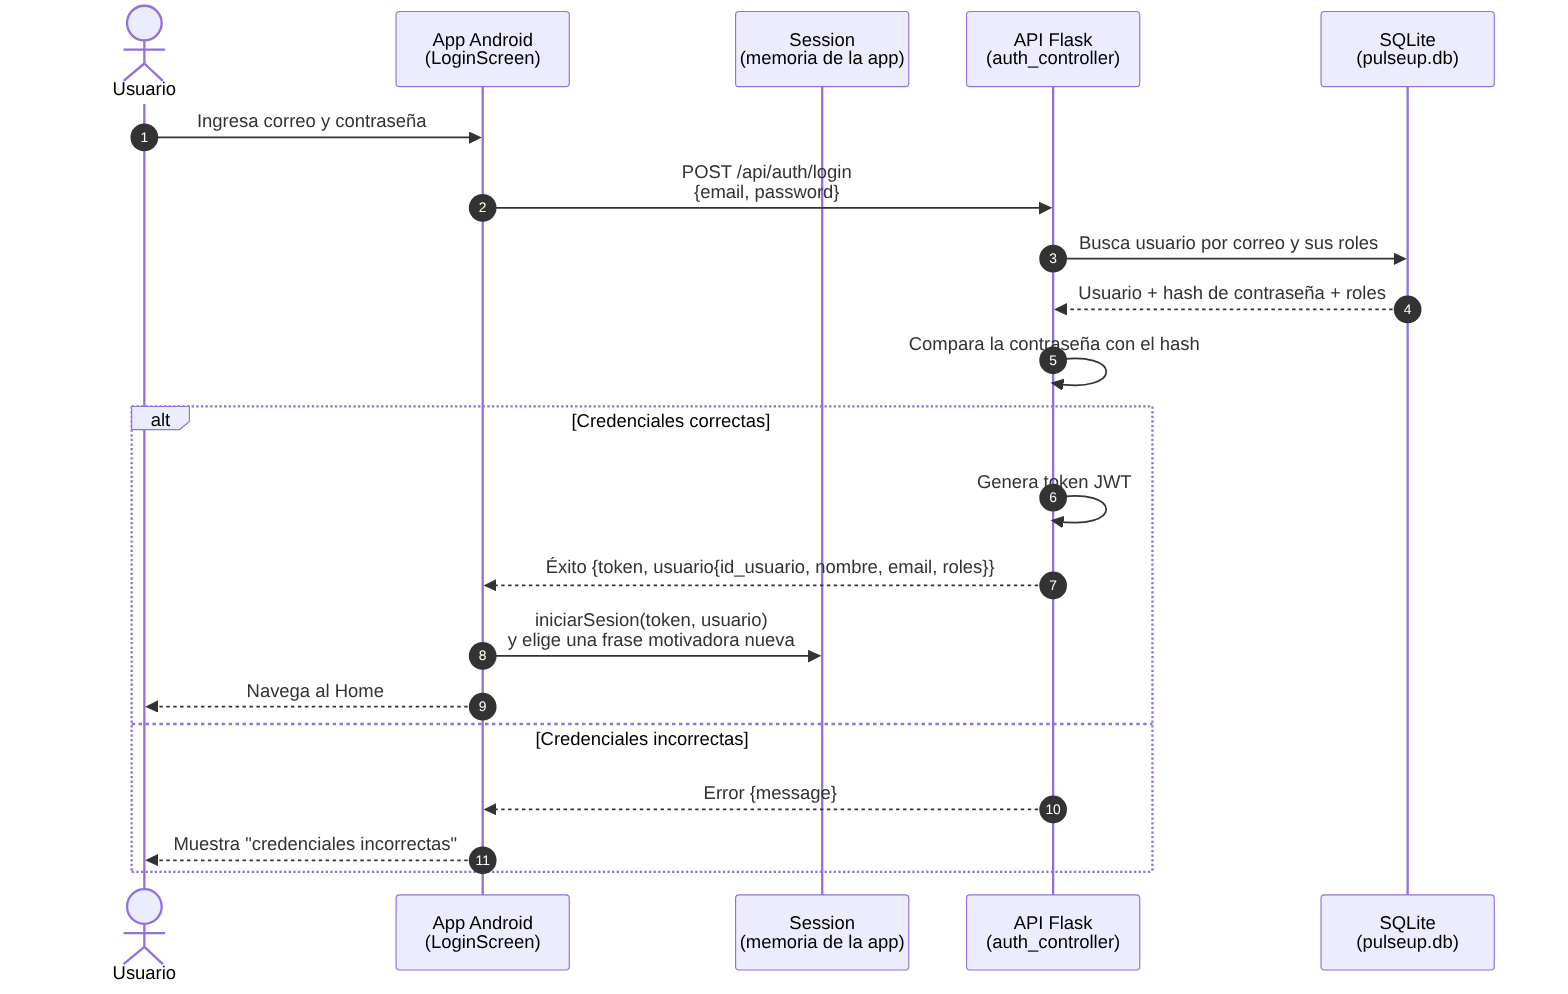 Usuario
App Android
(LoginScreen)
Session
(memoria de la app)
API Flask
(auth_controller)
SQLite
(pulseup.db)
1
Ingresa correo y contraseña
2
POST /api/auth/login
{email, password}
3
Busca usuario por correo y sus roles
Usuario + hash de contraseña + roles
4
Compara la contraseña con el hash
5
alt
[Credenciales correctas]
Genera token JWT
6
Éxito {token, usuario{id_usuario, nombre, email, roles}}
7
iniciarSesion(token, usuario)
y elige una frase motivadora nueva
8
Navega al Home
9
[Credenciales incorrectas]
Error {message}
10
Muestra "credenciales incorrectas"
11
Usuario
App Android
(LoginScreen)
Session
(memoria de la app)
API Flask
(auth_controller)
SQLite
(pulseup.db)